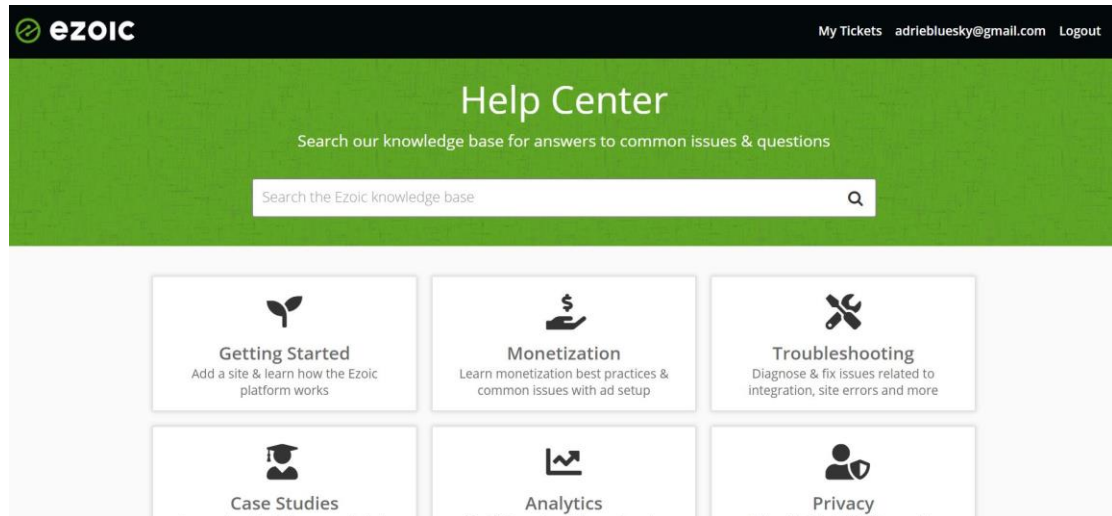 ezoic
My Tickets adriebluesky@gmail.com Logout
Help Center
Search our knowledge base for answers to common issues & questions
Search the Ezoic knowledge base
Getting Started
Add a site & learn how the Ezoic
platform works
Monetization
Learn monetization best practices &
common issues with ad setup
Troubleshooting
Diagnose & fix issues related to
integration, site errors and more
Case Studies
Analytics
Privacy